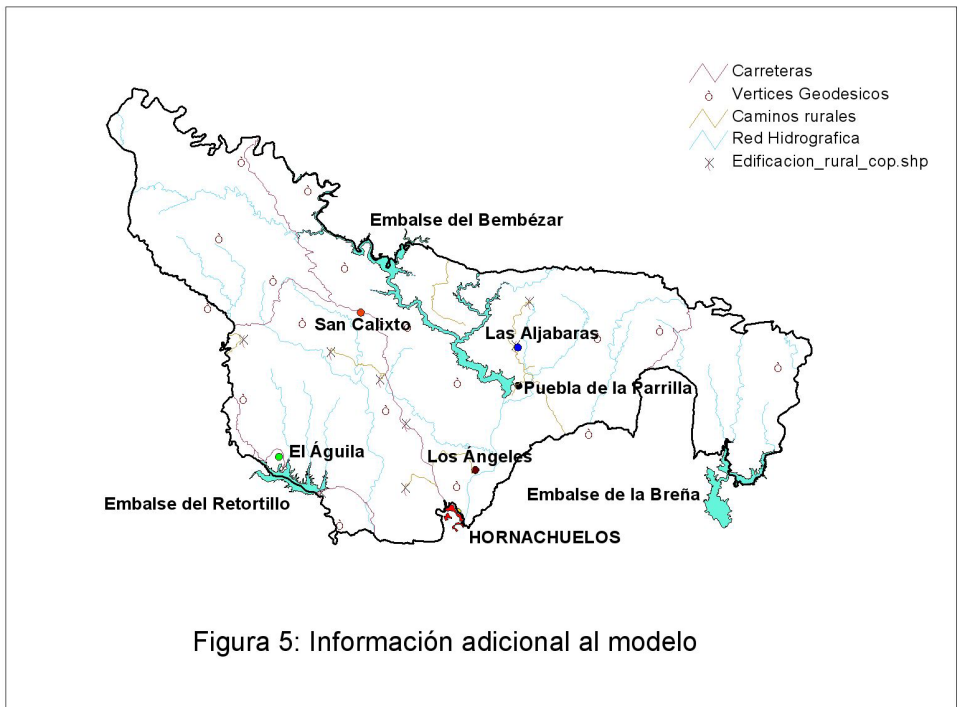 Carreteras
Vertices Geodesicos
Caminos rurales
Red Hidrografica
Edificacion_rural_cop.shp
Embalse del Bembézar
San Calixto
Las Aljabaras
Puebla de la Parrilla
El Águila
Los Ángeles
Embalse del Retortillo
Embalse de la Breña
HORNACHUELOS
Figura 5: Información adicional al modelo